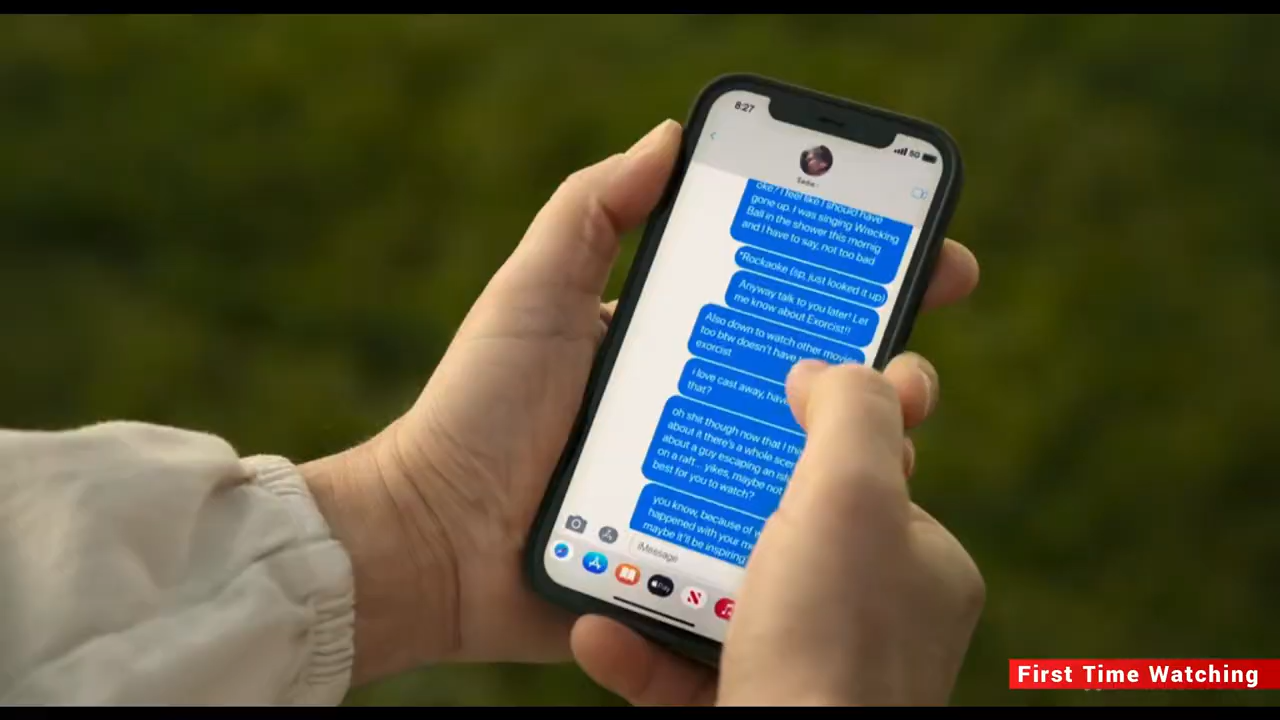 8:27
5G
Sadie
oke? I feel like I should have
gone up. I was singing Wrecking
Ball in the shower this mornig
and I have to say, not too bad
*Rockaoke (sp, just looked it up)
Anyway talk to you later! Let
me know about Exorcist!!
Also down to watch other movies
too btw doesn't have
exorcist
i love cast away, have
that?
oh shit though now that I
about it there's a whole
about a guy escaping an
on a raft... yikes, maybe not
best for you to watch?
you know, because of
happened with your
maybe it'll be inspiring
iMessage
Pay
First Time Watching